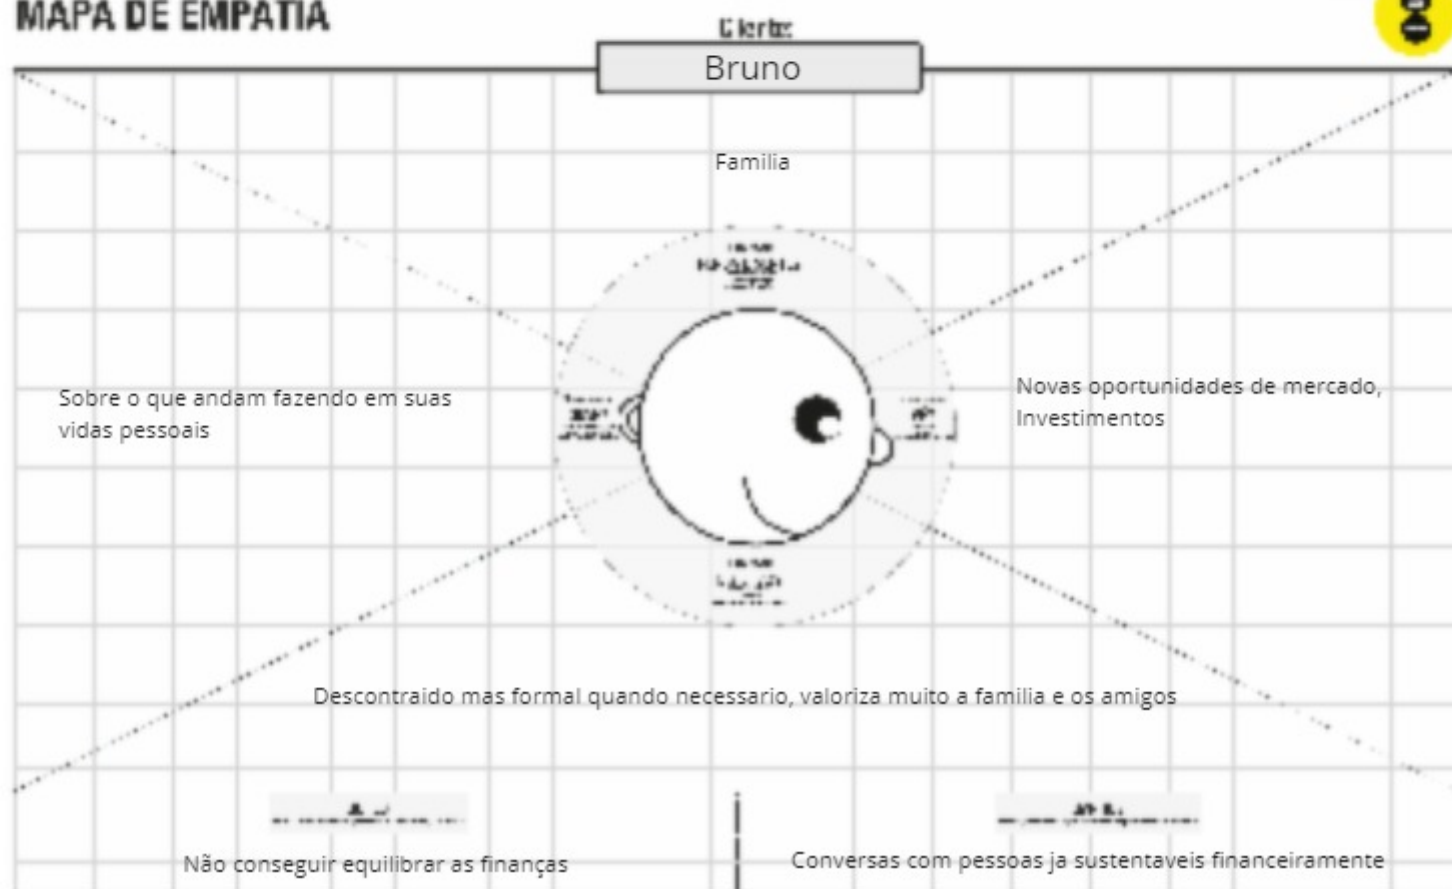 MAPA DE EMPATIA
Bruno
Familia
Sobre o que andam fazendo em suas
vidas pessoais
Novas oportunidades de mercado,
Investimentos
Descontraido mas formal quando necessario, valoriza muito a familia e os amigos
Não conseguir equilibrar as finanças
Conversas com pessoas ja sustentaveis financeiramente